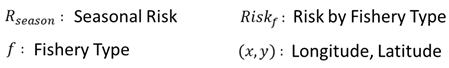 R_season : Seasonal Risk
Risk_f : Risk by Fishery Type
f : Fishery Type
(x, y) : Longitude, Latitude